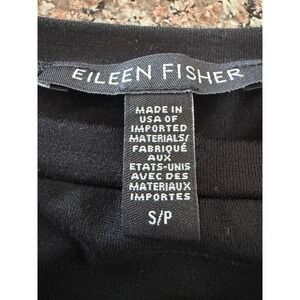 EILEEN FISHER
MADE IN
USA OF
IMPORTED
MATERIALS/
FABRIQUÉ
AUX
ETATS-UNIS
AVEC DES
MATERIAUX
IMPORTES
S/P